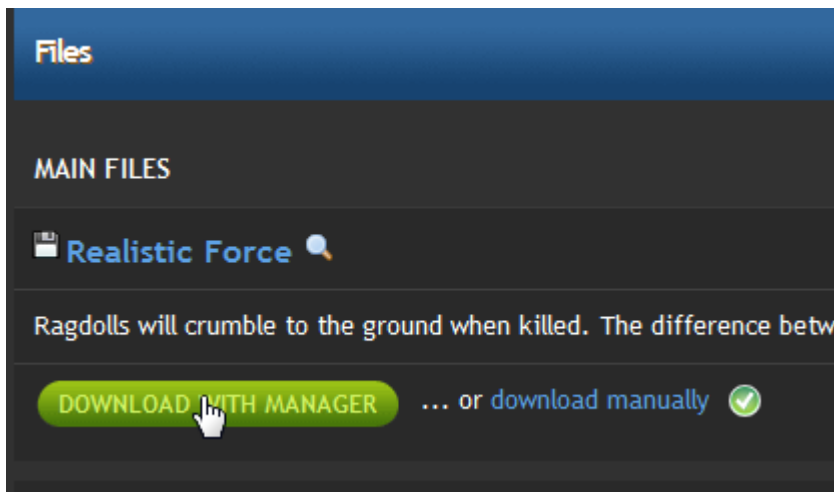 Files
MAIN FILES
Realistic Force
Ragdolls will crumble to the ground when killed. The difference betw
DOWNLOAD WITH MANAGER ... or download manually